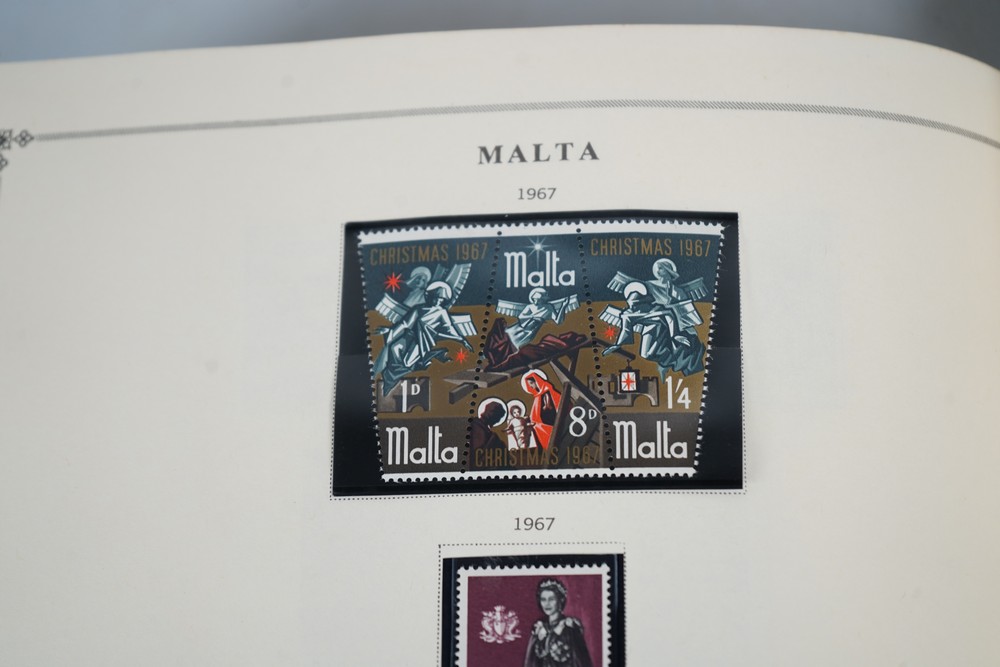 MALTA
1967
CHRISTMAS 1967
1D
Malta
Malta
8D
CHRISTMAS 1967
CHRISTMAS 1967
1'4
Malta
1967